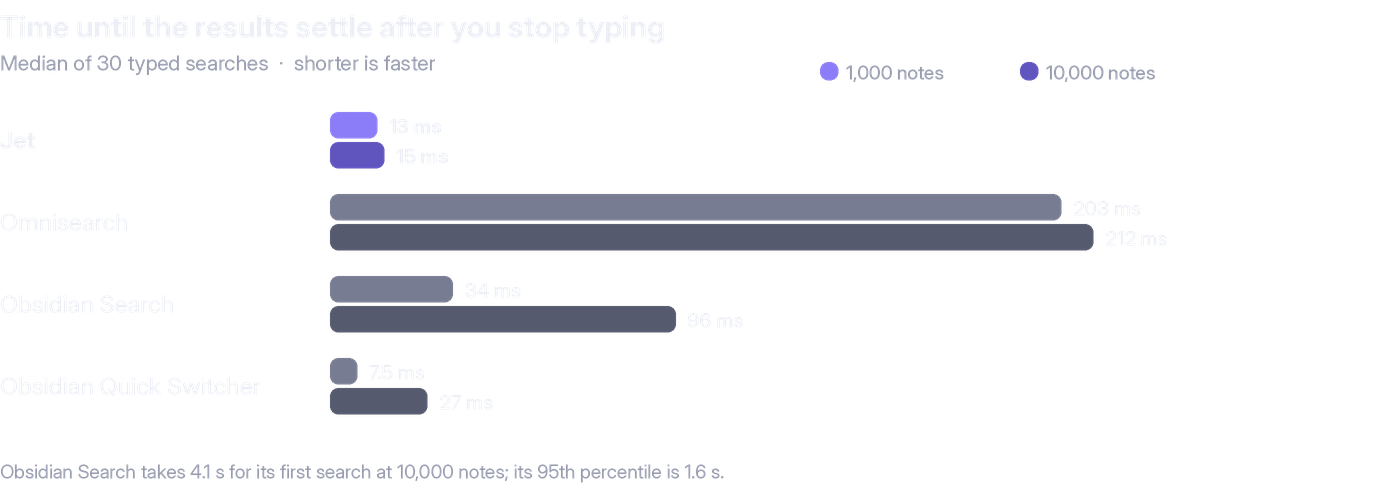 Time until the results settle after you stop typing
Median of 30 typed searches · shorter is faster
1,000 notes
10,000 notes
Jet
13 ms
15 ms
Omnisearch
203 ms
212 ms
Obsidian Search
34 ms
96 ms
Obsidian Quick Switcher
7.5 ms
27 ms
Obsidian Search takes 4.1 s for its first search at 10,000 notes; its 95th percentile is 1.6 s.